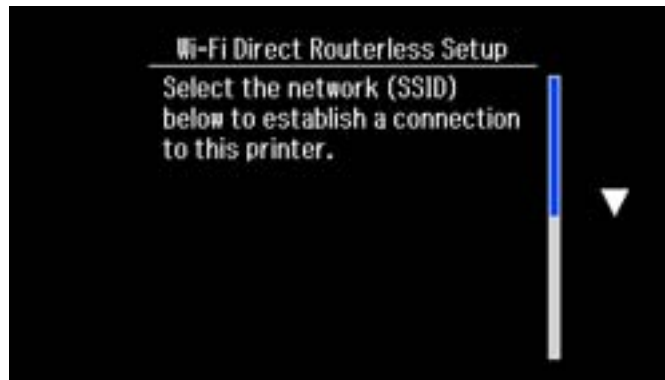 Wi-Fi Direct Routerless Setup
Select the network (SSID)
below to establish a connection
to this printer.